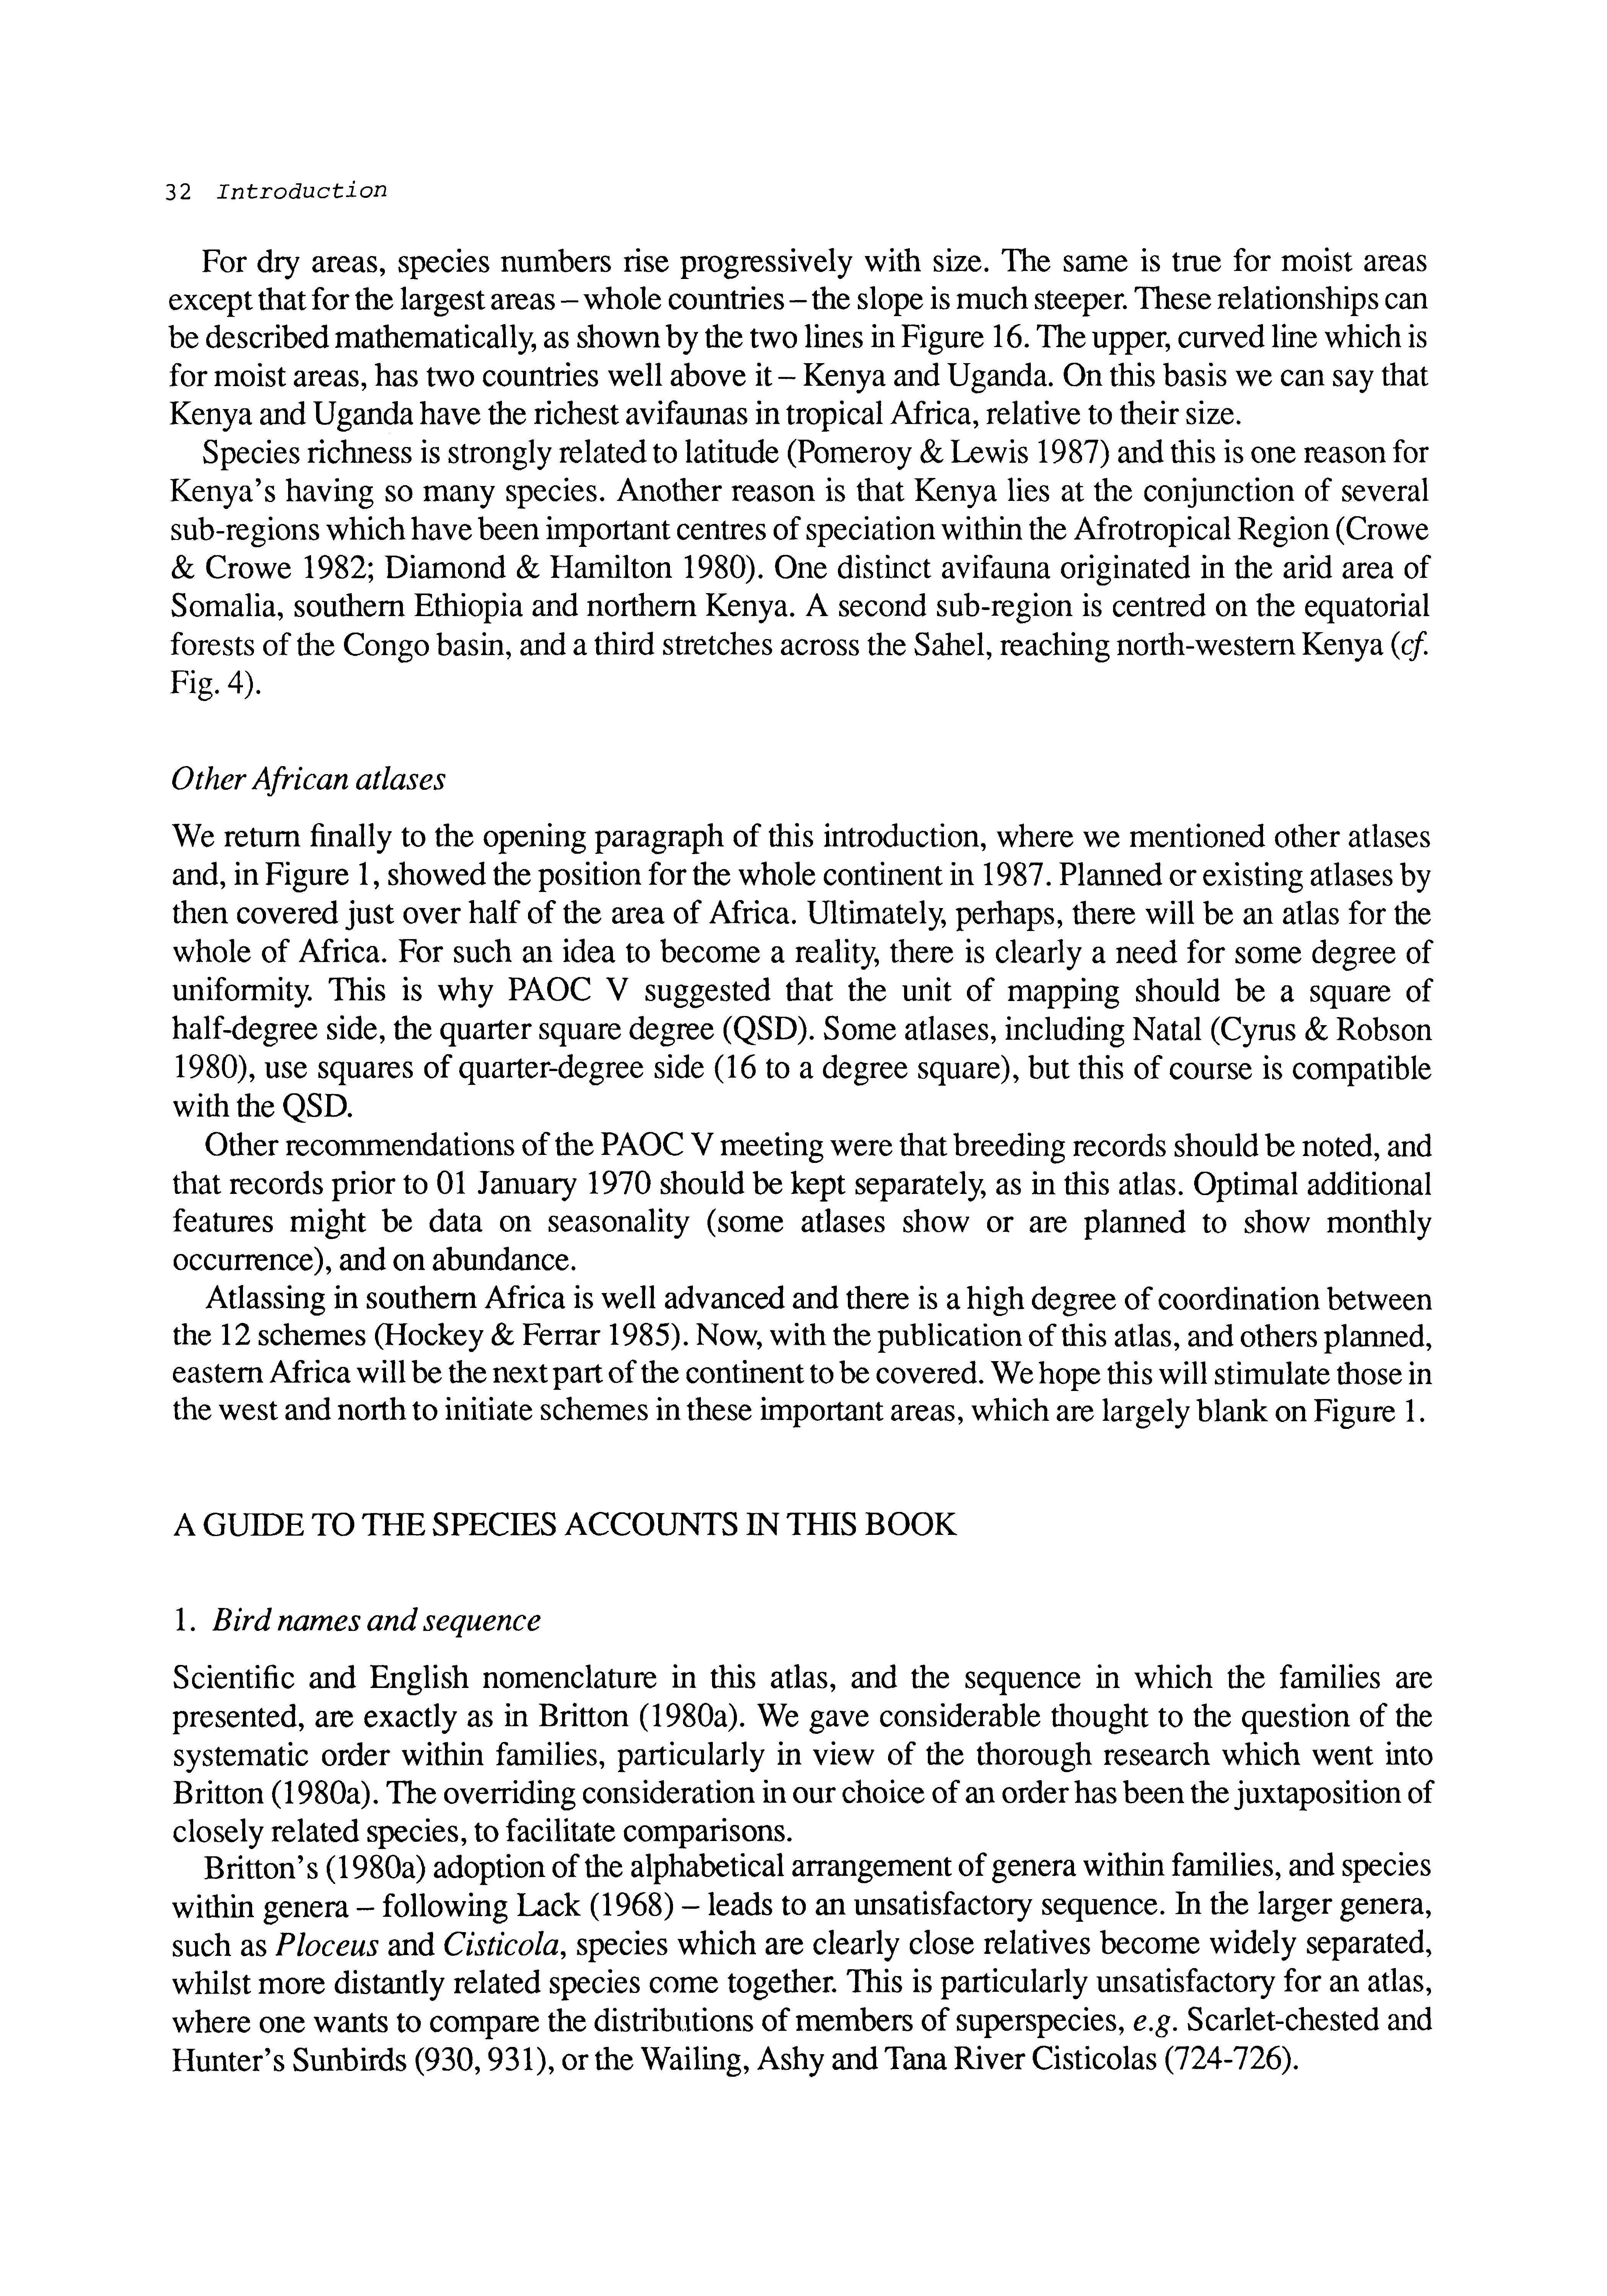 32 Introduction
For dry areas, species numbers rise progressively with size. The same is true for moist areas
except that for the largest areas – whole countries – the slope is much steeper. These relationships can
be described mathematically, as shown by the two lines in Figure 16. The upper, curved line which is
for moist areas, has two countries well above it – Kenya and Uganda. On this basis we can say that
Kenya and Uganda have the richest avifaunas in tropical Africa, relative to their size.
Species richness is strongly related to latitude (Pomeroy & Lewis 1987) and this is one reason for
Kenya's having so many species. Another reason is that Kenya lies at the conjunction of several
sub-regions which have been important centres of speciation within the Afrotropical Region (Crowe
& Crowe 1982; Diamond & Hamilton 1980). One distinct avifauna originated in the arid area of
Somalia, southern Ethiopia and northern Kenya. A second sub-region is centred on the equatorial
forests of the Congo basin, and a third stretches across the Sahel, reaching north-western Kenya (cf.
Fig. 4).
Other African atlases
We return finally to the opening paragraph of this introduction, where we mentioned other atlases
and, in Figure 1, showed the position for the whole continent in 1987. Planned or existing atlases by
then covered just over half of the area of Africa. Ultimately, perhaps, there will be an atlas for the
whole of Africa. For such an idea to become a reality, there is clearly a need for some degree of
uniformity. This is why PAOC V suggested that the unit of mapping should be a square of
half-degree side, the quarter square degree (QSD). Some atlases, including Natal (Cyrus & Robson
1980), use squares of quarter-degree side (16 to a degree square), but this of course is compatible
with the QSD.
Other recommendations of the PAOC V meeting were that breeding records should be noted, and
that records prior to 01 January 1970 should be kept separately, as in this atlas. Optimal additional
features might be data on seasonality (some atlases show or are planned to show monthly
occurrence), and on abundance.
Atlassing in southern Africa is well advanced and there is a high degree of coordination between
the 12 schemes (Hockey & Ferrar 1985). Now, with the publication of this atlas, and others planned,
eastern Africa will be the next part of the continent to be covered. We hope this will stimulate those in
the west and north to initiate schemes in these important areas, which are largely blank on Figure 1.
A GUIDE TO THE SPECIES ACCOUNTS IN THIS BOOK
1. Bird names and sequence
Scientific and English nomenclature in this atlas, and the sequence in which the families are
presented, are exactly as in Britton (1980a). We gave considerable thought to the question of the
systematic order within families, particularly in view of the thorough research which went into
Britton (1980a). The overriding consideration in our choice of an order has been the juxtaposition of
closely related species, to facilitate comparisons.
Britton's (1980a) adoption of the alphabetical arrangement of genera within families, and species
within genera – following Lack (1968) – leads to an unsatisfactory sequence. In the larger genera,
such as Ploceus and Cisticola, species which are clearly close relatives become widely separated,
whilst more distantly related species come together. This is particularly unsatisfactory for an atlas,
where one wants to compare the distributions of members of superspecies, e.g. Scarlet-chested and
Hunter's Sunbirds (930, 931), or the Wailing, Ashy and Tana River Cisticolas (724-726).